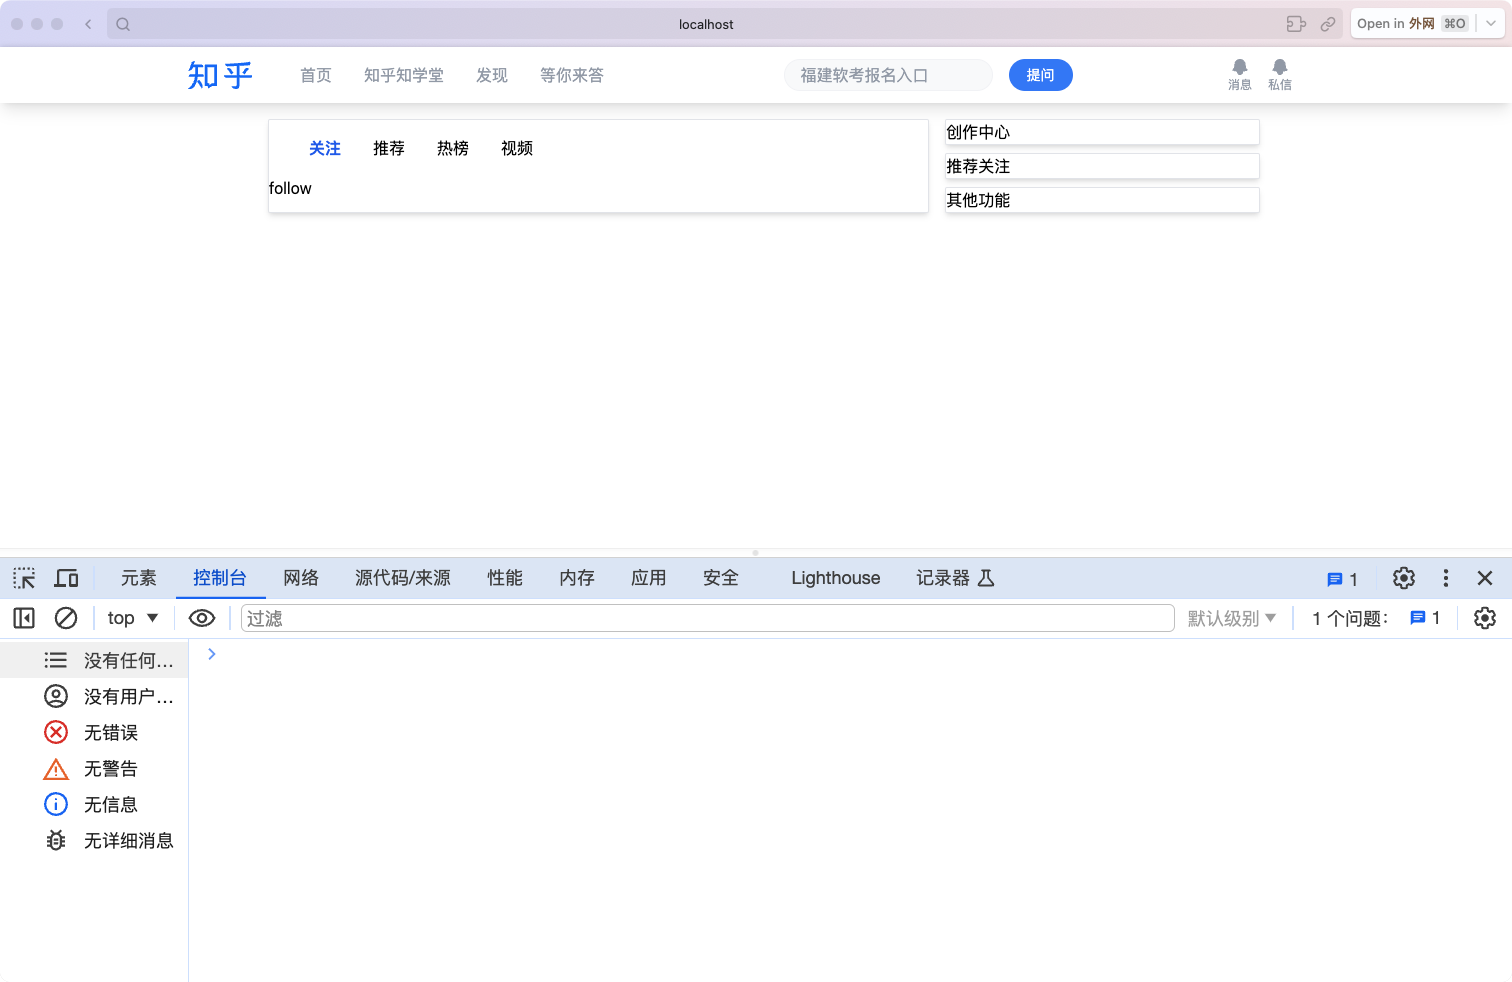 localhost
Open in 外网 ⌘O
知乎 首页 知乎知学堂 发现 等你来答 福建软考报名入口 提问 消息 私信
关注 推荐 热榜 视频
follow
创作中心
推荐关注
其他功能
元素 控制台 网络 源代码/来源 性能 内存 应用 安全 Lighthouse 记录器 1
top 过滤 默认级别 1 个问题: 1
没有任何...
没有用户...
无错误
无警告
无信息
无详细消息